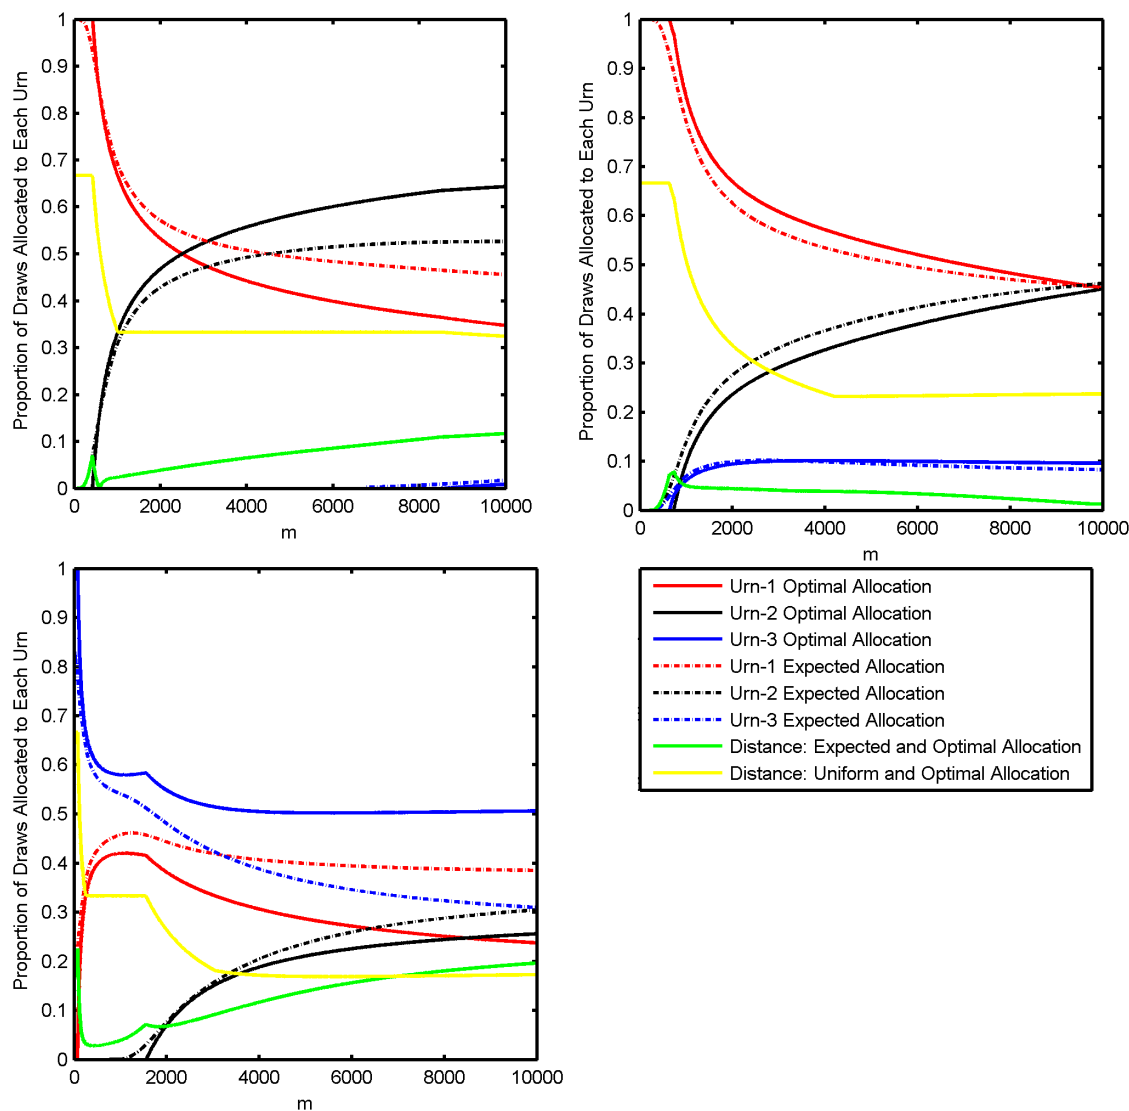 Proportion of Draws Allocated to Each Urn
1
0.9
0.8
0.7
0.6
0.5
0.4
0.3
0.2
0.1
0
0 2000 4000 6000 8000 10000
m
Proportion of Draws Allocated to Each Urn
1
0.9
0.8
0.7
0.6
0.5
0.4
0.3
0.2
0.1
0
0 2000 4000 6000 8000 10000
m
Proportion of Draws Allocated to Each Urn
1
0.9
0.8
0.7
0.6
0.5
0.4
0.3
0.2
0.1
0
0 2000 4000 6000 8000 10000
m
Urn-1 Optimal Allocation
Urn-2 Optimal Allocation
Urn-3 Optimal Allocation
Urn-1 Expected Allocation
Urn-2 Expected Allocation
Urn-3 Expected Allocation
Distance: Expected and Optimal Allocation
Distance: Uniform and Optimal Allocation